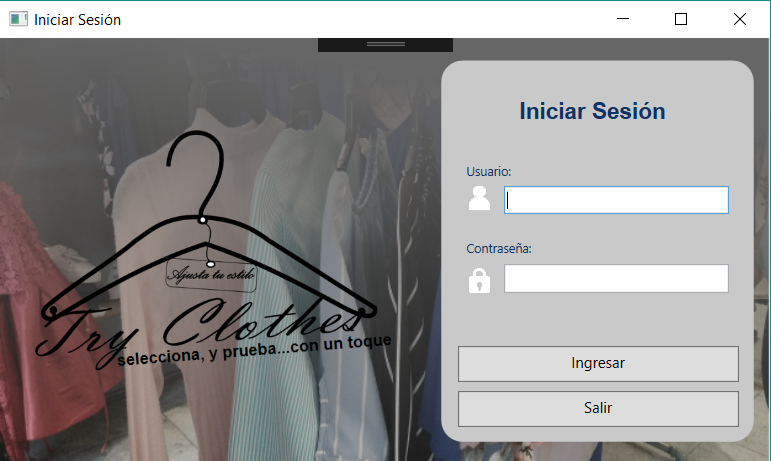 Iniciar Sesión
Iniciar Sesión
Usuario:
Contraseña:
Ingresar
Salir
Ajusta tu estilo
Try Clothes
selecciona, y prueba...con un toque